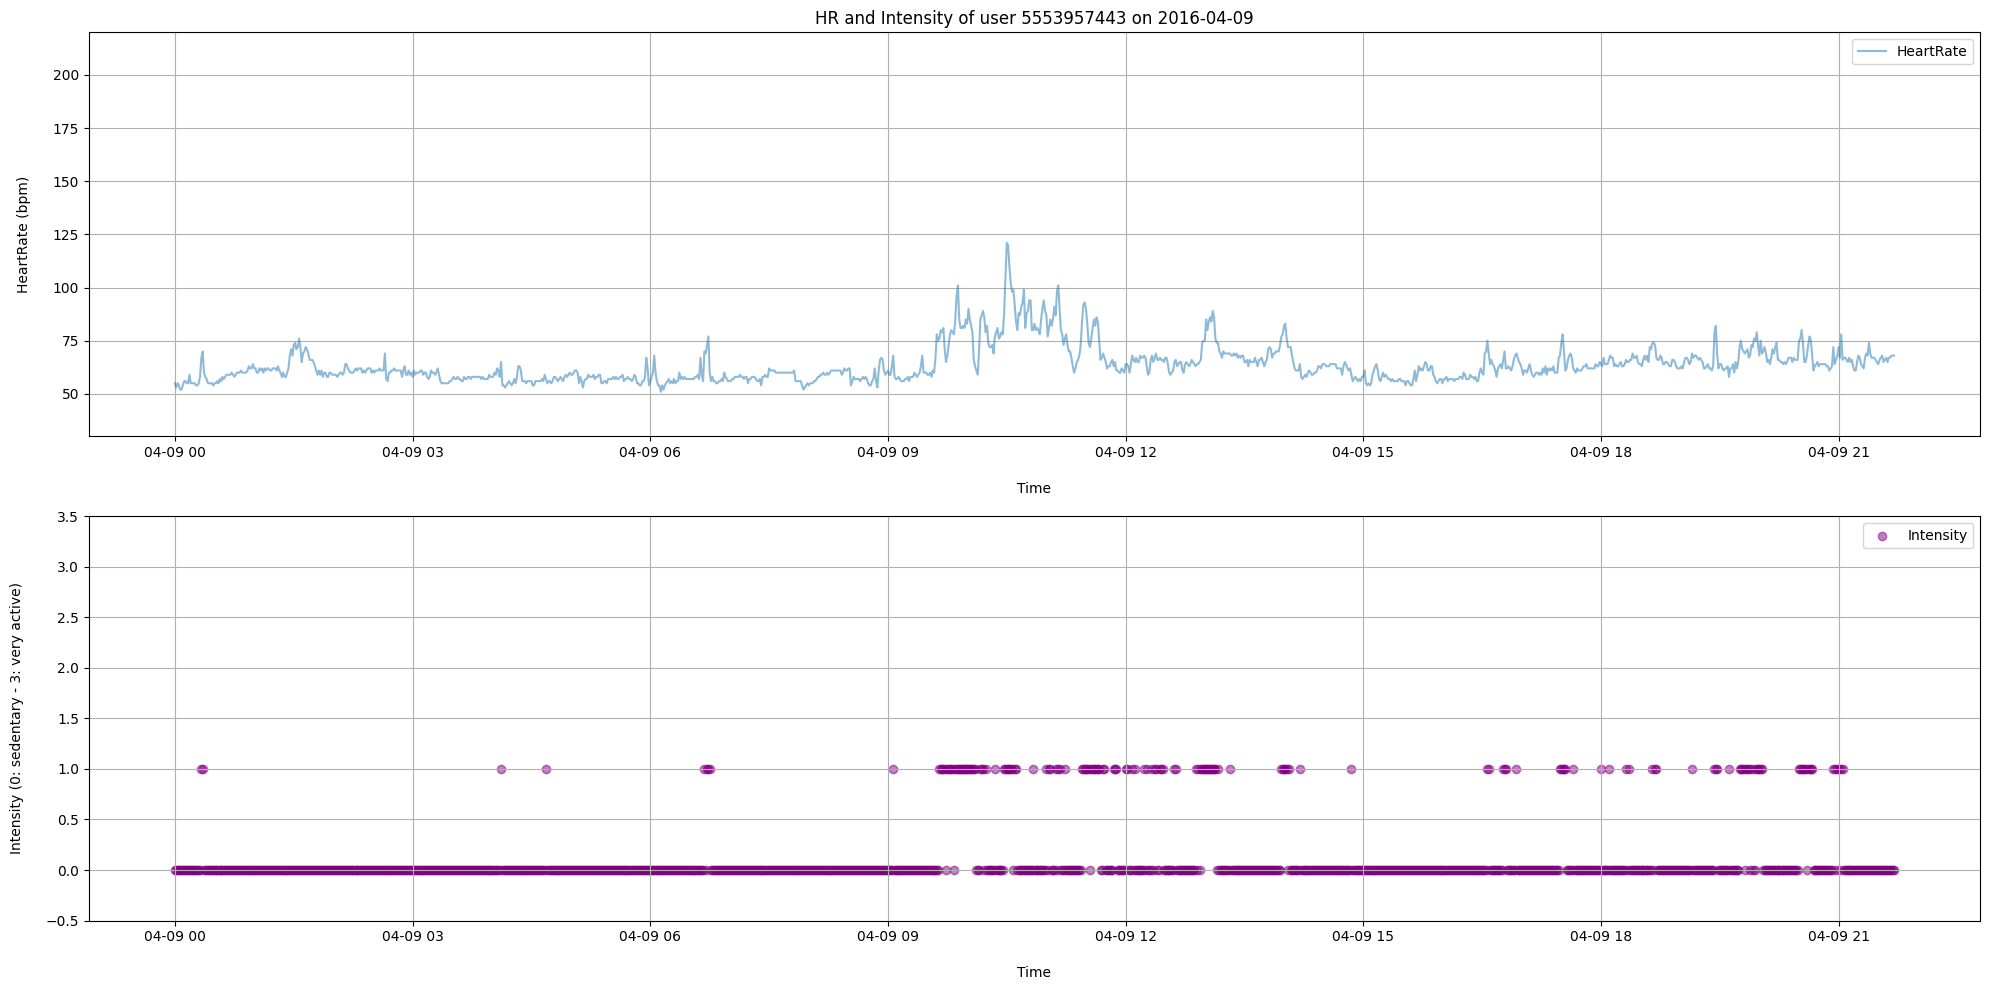 HR and Intensity of user 5553957443 on 2016-04-09
HeartRate
200
175
150
125
100
75
50
HeartRate (bpm)
04-09 00 04-09 03 04-09 06 04-09 09 04-09 12 04-09 15 04-09 18 04-09 21
Time
Intensity
3.5
3.0
2.5
2.0
1.5
1.0
0.5
0.0
−0.5
Intensity (0: sedentary - 3: very active)
04-09 00 04-09 03 04-09 06 04-09 09 04-09 12 04-09 15 04-09 18 04-09 21
Time